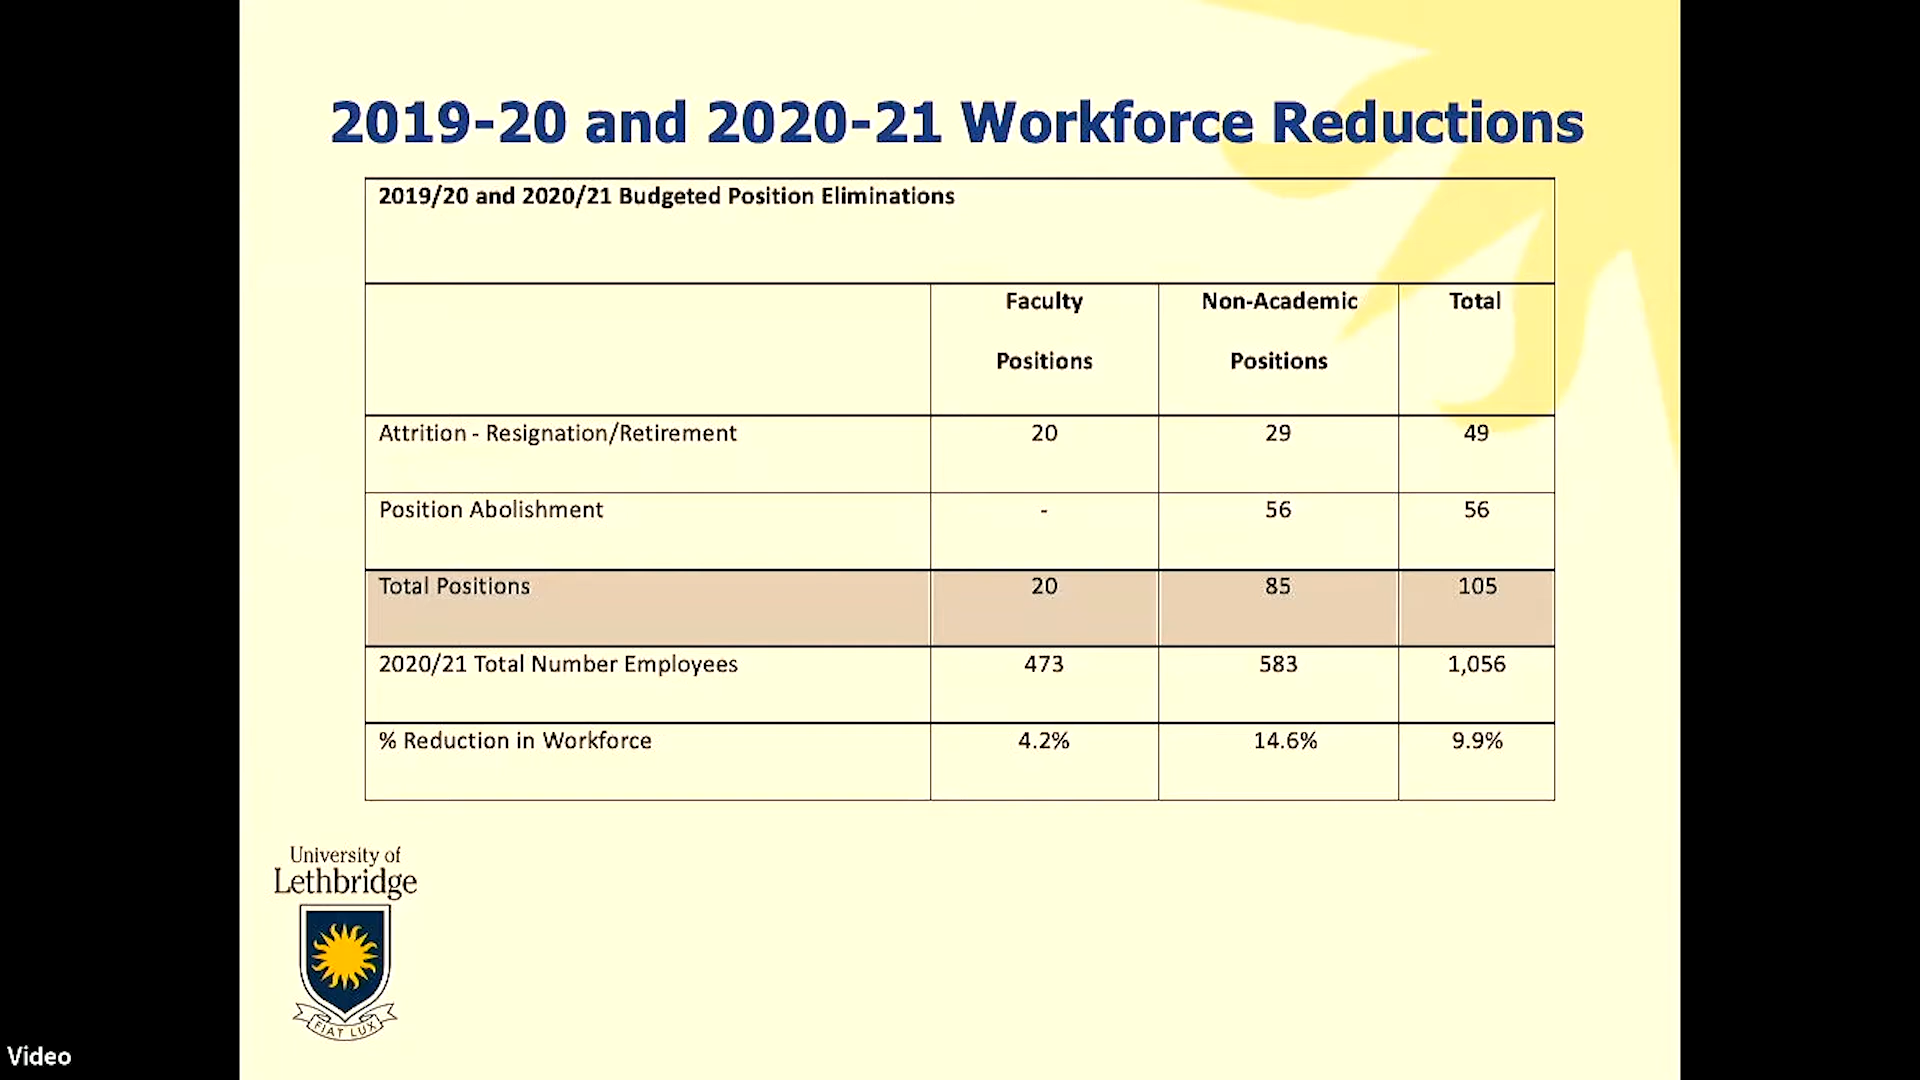 2019-20 and 2020-21 Workforce Reductions
2019/20 and 2020/21 Budgeted Position Eliminations
Faculty Positions Non-Academic Positions Total
Attrition - Resignation/Retirement 20 29 49
Position Abolishment - 56 56
Total Positions 20 85 105
2020/21 Total Number Employees 473 583 1,056
% Reduction in Workforce 4.2% 14.6% 9.9%
University of
Lethbridge
FIAT LUX
Video